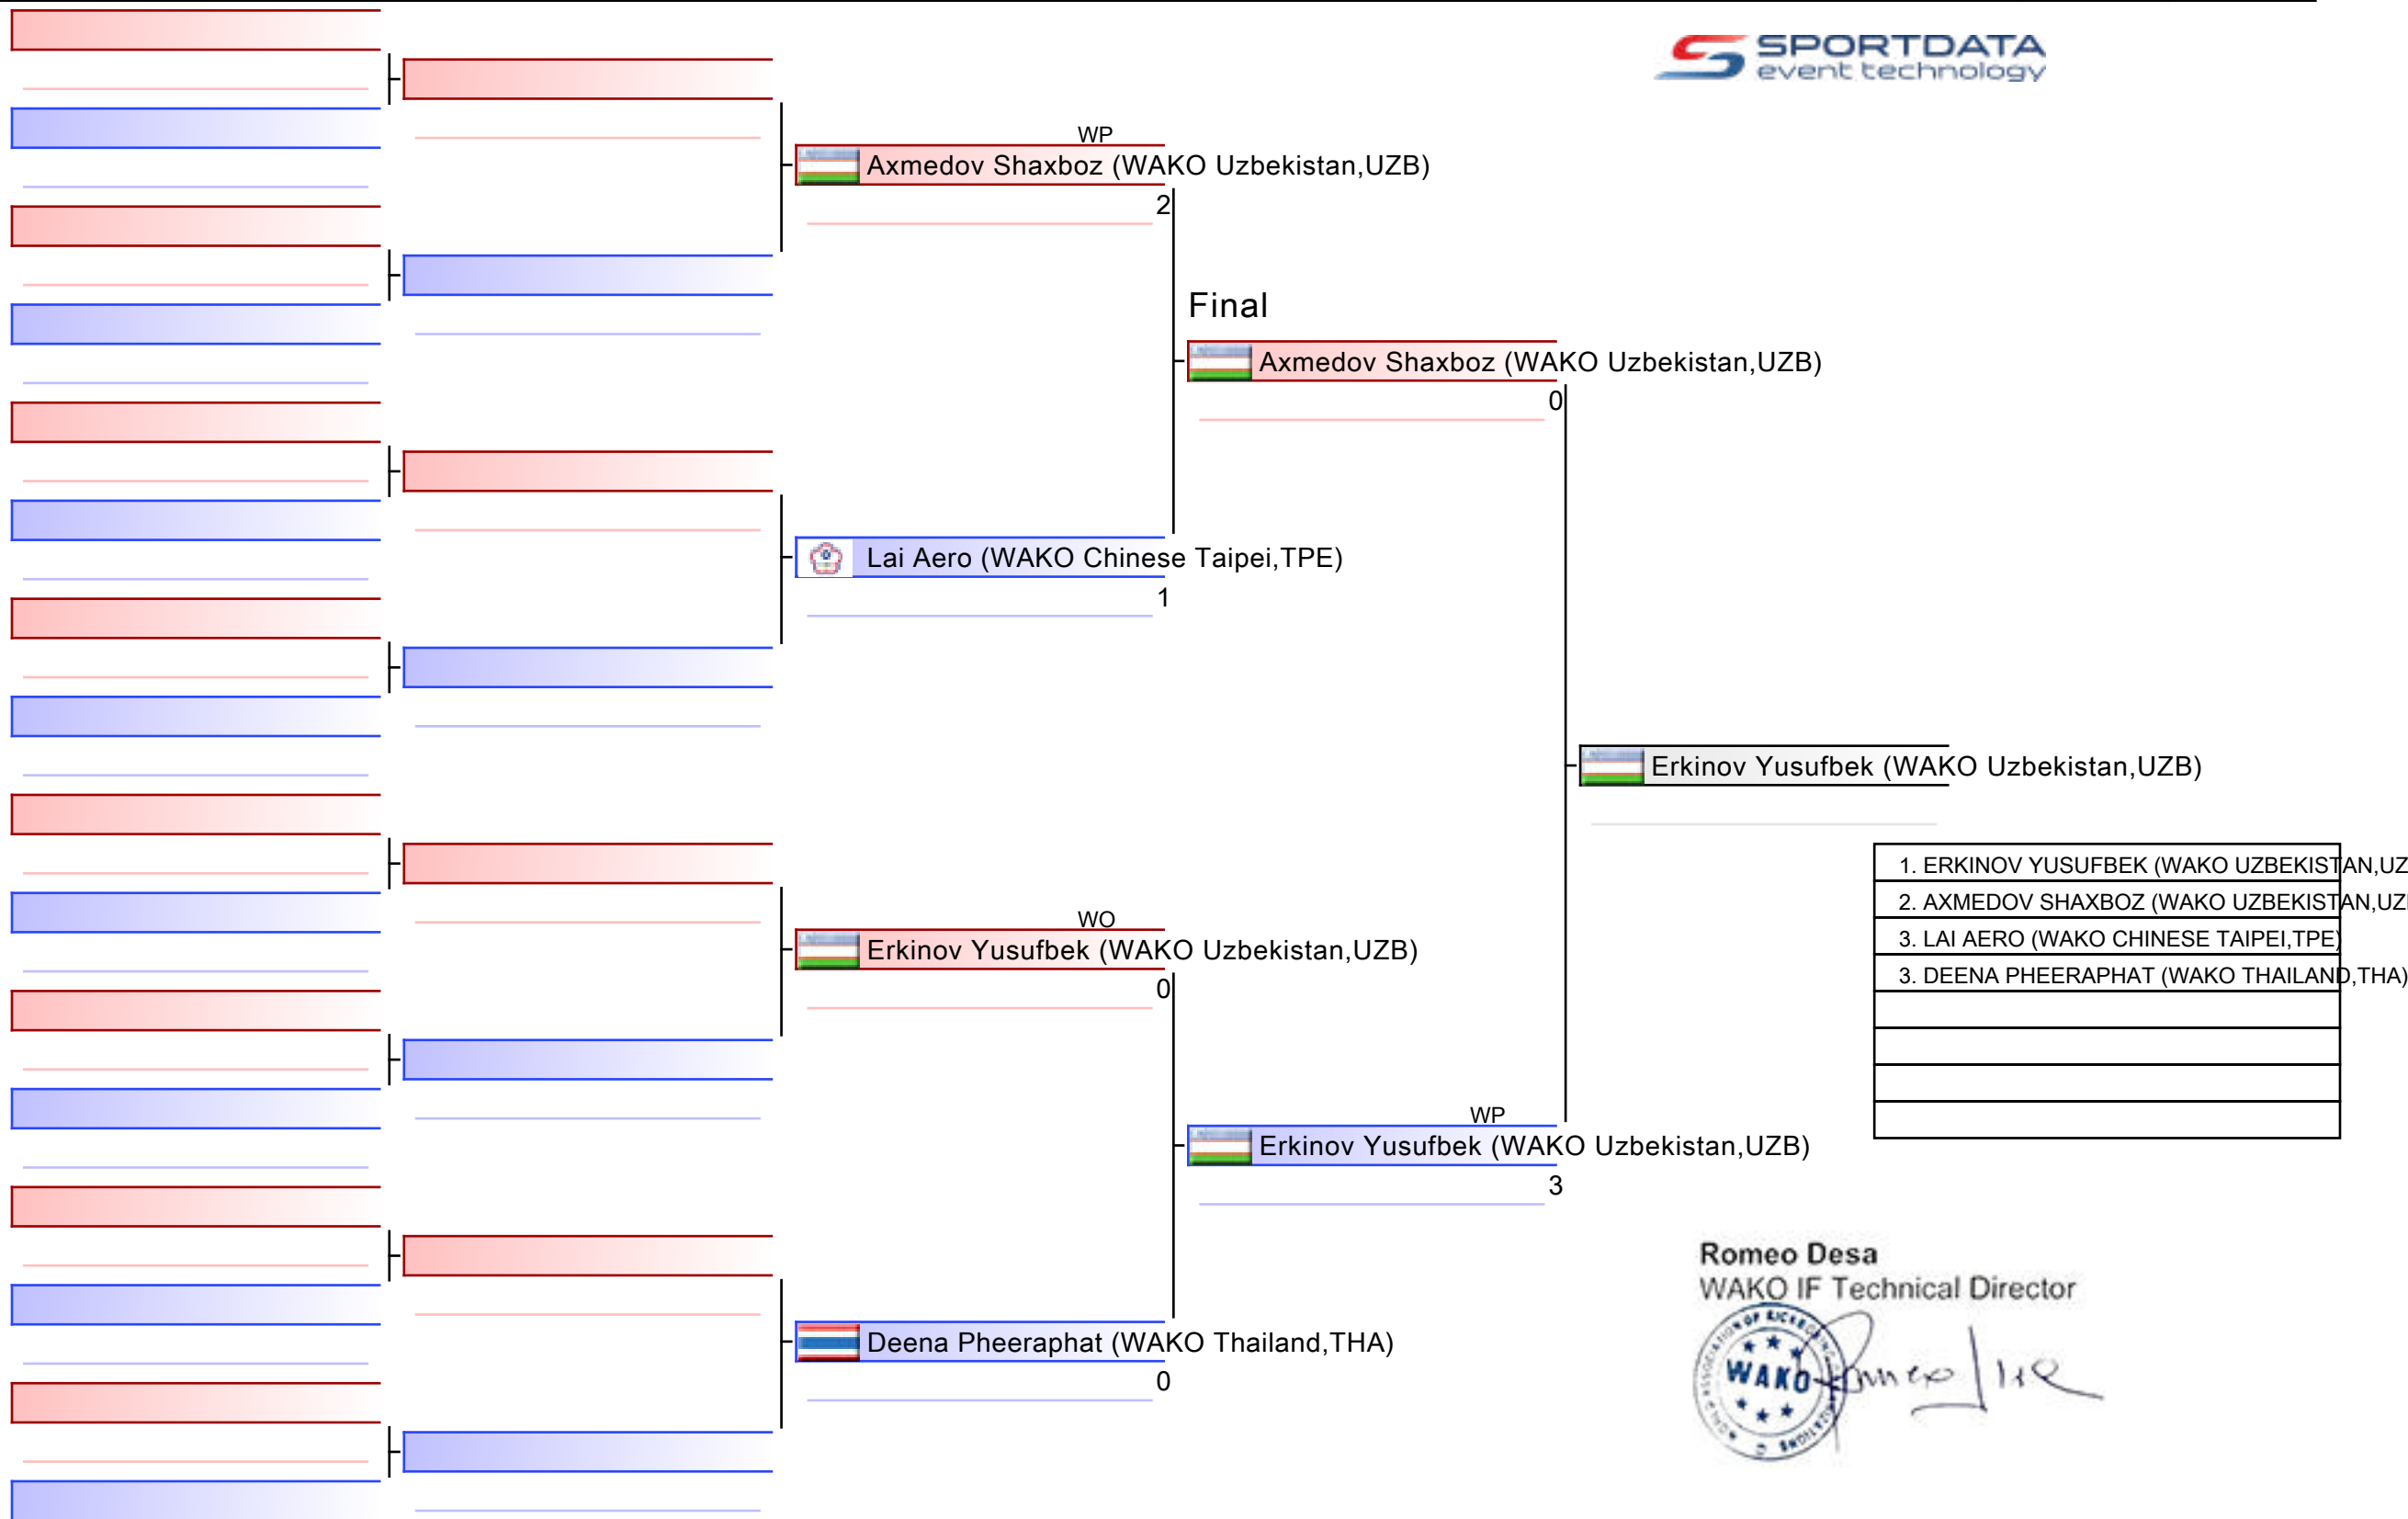 SPORTDATA
event technology
WP
Axmedov Shaxboz (WAKO Uzbekistan,UZB)
2
Final
Axmedov Shaxboz (WAKO Uzbekistan,UZB)
0
Lai Aero (WAKO Chinese Taipei,TPE)
1
Erkinov Yusufbek (WAKO Uzbekistan,UZB)
1. ERKINOV YUSUFBEK (WAKO UZBEKISTAN,UZ
2. AXMEDOV SHAXBOZ (WAKO UZBEKISTAN,UZ
3. LAI AERO (WAKO CHINESE TAIPEI,TPE)
3. DEENA PHEERAPHAT (WAKO THAILAND,THA)
WO
Erkinov Yusufbek (WAKO Uzbekistan,UZB)
0
WP
Erkinov Yusufbek (WAKO Uzbekistan,UZB)
3
Deena Pheeraphat (WAKO Thailand,THA)
0
Romeo Desa
WAKO IF Technical Director
WAKO